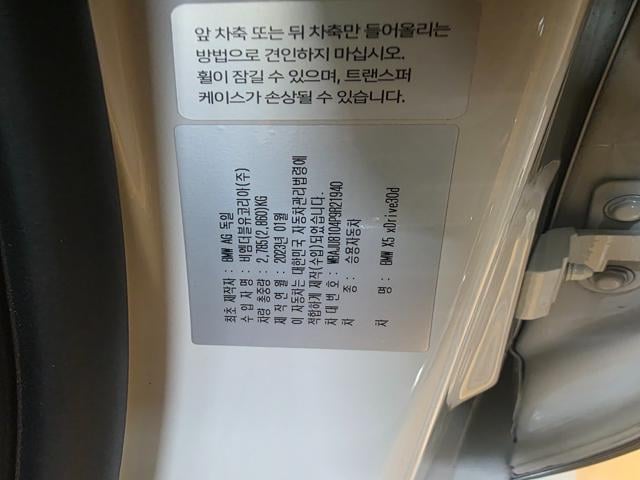 앞 차축 또는 뒤 차축만 들어올리는
방법으로 견인하지 마십시오.
휠이 잠길 수 있으며, 트랜스퍼
케이스가 손상될 수 있습니다.
최초 제작자 : BMW AG 독일
수 입 자 명 : 비엠더블유코리아(주)
차량 총중량 : 2,785(2,860)KG
제 작 연 월 : 2023년 01월
이 자동차는 대한민국 자동차관리법령에
적합하게 제작(수입)되었습니다.
차 대 번 호 : WBAJU8104P9R21940
차 종 : 승용자동차
차 명 : BMW X5 xDrive30d